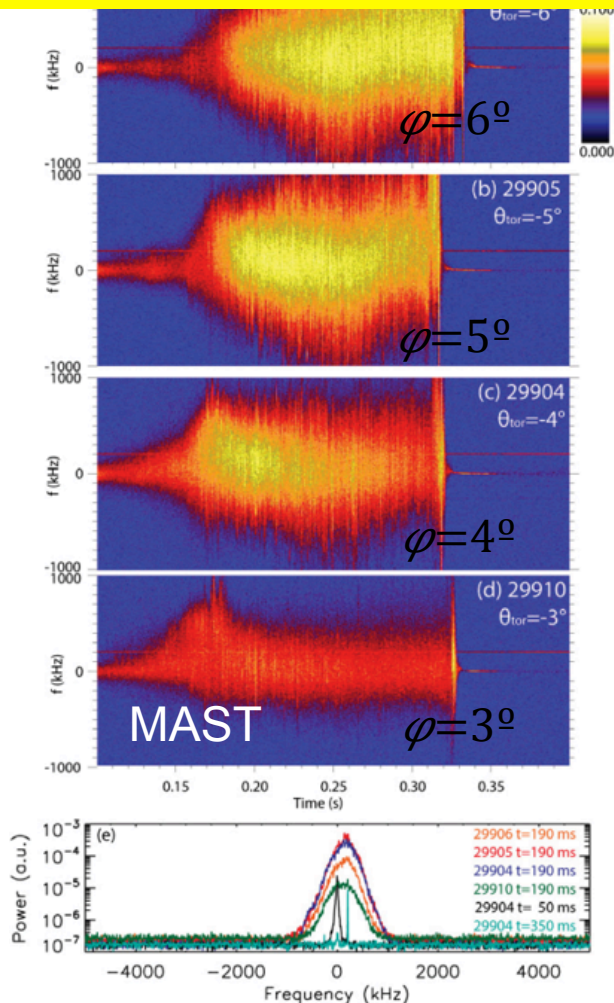 θtor=-6°
0.100
f (kHz)
0
φ=6º
-1000
0.000
1000
(b) 29905
θtor=-5°
f (kHz)
0
φ=5º
-1000
1000
(c) 29904
θtor=-4°
f (kHz)
0
φ=4º
-1000
1000
(d) 29910
θtor=-3°
f (kHz)
0
MAST
φ=3º
-1000
0.15 0.20 0.25 0.30 0.35
Time (s)
(e)
10-3
10-4
10-5
10-6
10-7
Power (a.u.)
29906 t=190 ms
29905 t=190 ms
29904 t=190 ms
29910 t=190 ms
29904 t= 50 ms
29904 t=350 ms
-4000 -2000 0 2000 4000
Frequency (kHz)